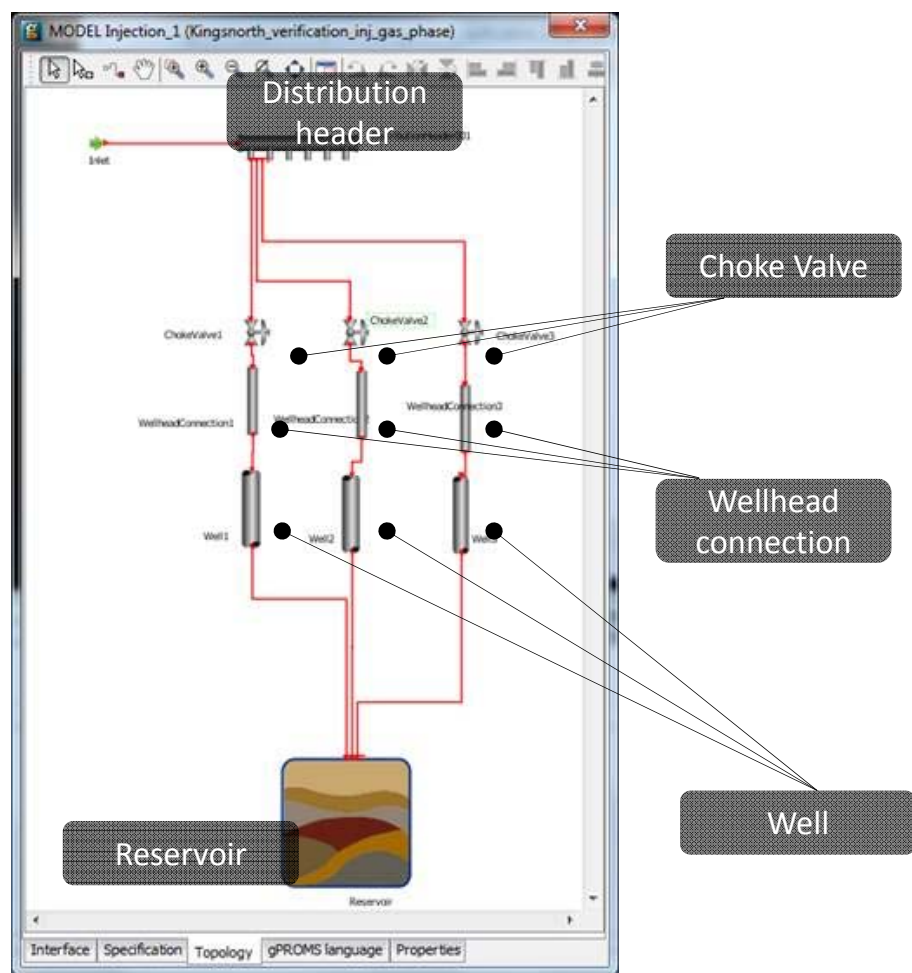 MODEL Injection_1 (Kingsnorth_verification_inj_gas_phase)
Distribution
header
Inlet
Choke Valve
ChokeValve1
ChokeValve2
ChokeValve3
WellheadConnection1
WellheadConnection3
Wellhead
connection
Well1
Well2
Well
Reservoir
Reservoir
Interface
Specification
Topology
gPROMS language
Properties